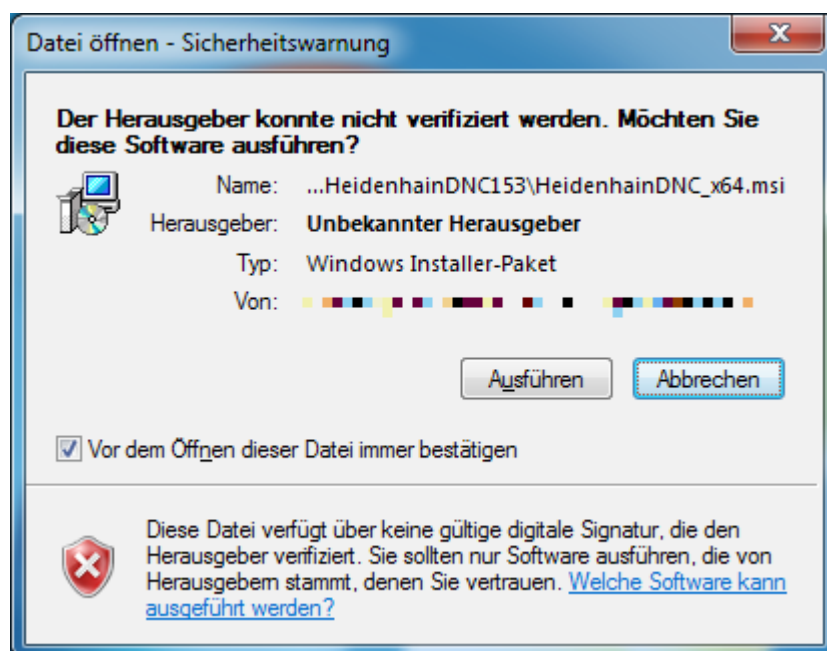 Datei öffnen - Sicherheitswarnung
Der Herausgeber konnte nicht verifiziert werden. Möchten Sie
diese Software ausführen?
Name: ...HeidenhainDNC153\HeidenhainDNC_x64.msi
Herausgeber: Unbekannter Herausgeber
Typ: Windows Installer-Paket
Von:
Ausführen Abbrechen
Vor dem Öffnen dieser Datei immer bestätigen
Diese Datei verfügt über keine gültige digitale Signatur, die den
Herausgeber verifiziert. Sie sollten nur Software ausführen, die von
Herausgebern stammt, denen Sie vertrauen. Welche Software kann
ausgeführt werden?